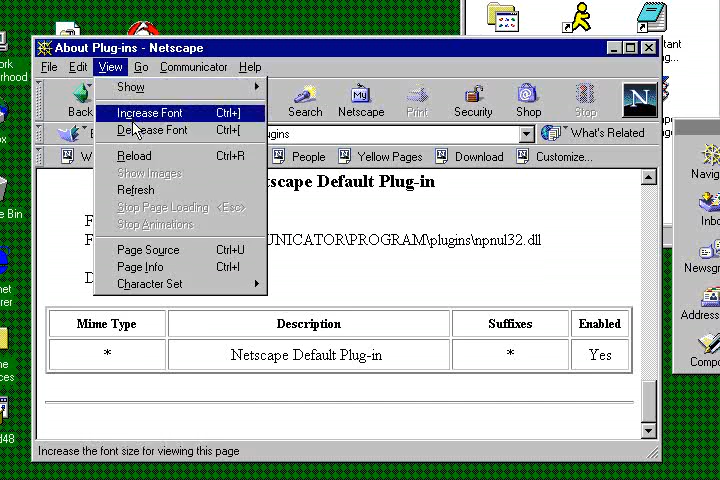 About Plug-ins - Netscape
File Edit View Go Communicator Help
Back Search Netscape Print Security Shop Stop
N
What's Related
People Yellow Pages Download Customize...
Show
Increase Font Ctrl+]
Decrease Font Ctrl+[
Reload Ctrl+R
Show Images
Refresh
Stop Page Loading <Esc>
Stop Animations
Page Source Ctrl+U
Page Info Ctrl+I
Character Set
tscape Default Plug-in
UNICATOR\PROGRAM\plugins\npnul32.dll
Mime Type Description Suffixes Enabled
* Netscape Default Plug-in * Yes
Increase the font size for viewing this page
Navig
Inbo
Newsg
Address
Compo